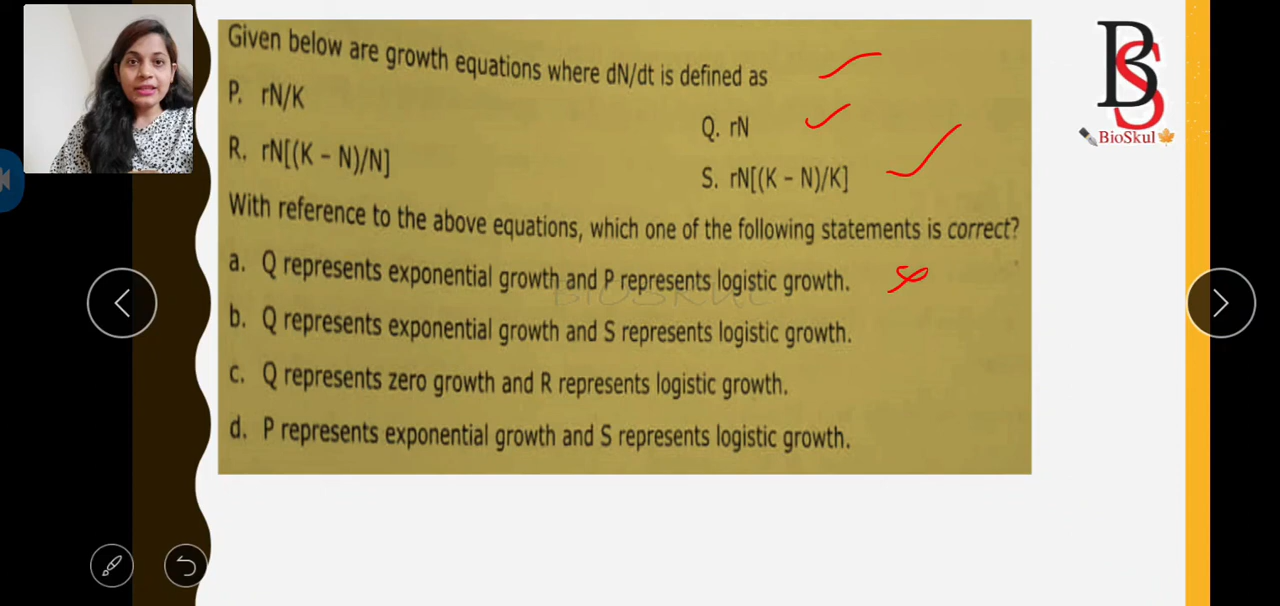 Given below are growth equations where dN/dt is defined as
P. rN/K
Q. rN
R. rN[(K – N)/N]
S. rN[(K – N)/K]
With reference to the above equations, which one of the following statements is correct?
a. Q represents exponential growth and P represents logistic growth.
b. Q represents exponential growth and S represents logistic growth.
c. Q represents zero growth and R represents logistic growth.
d. P represents exponential growth and S represents logistic growth.
BIOSKUL
BS
BioSkul